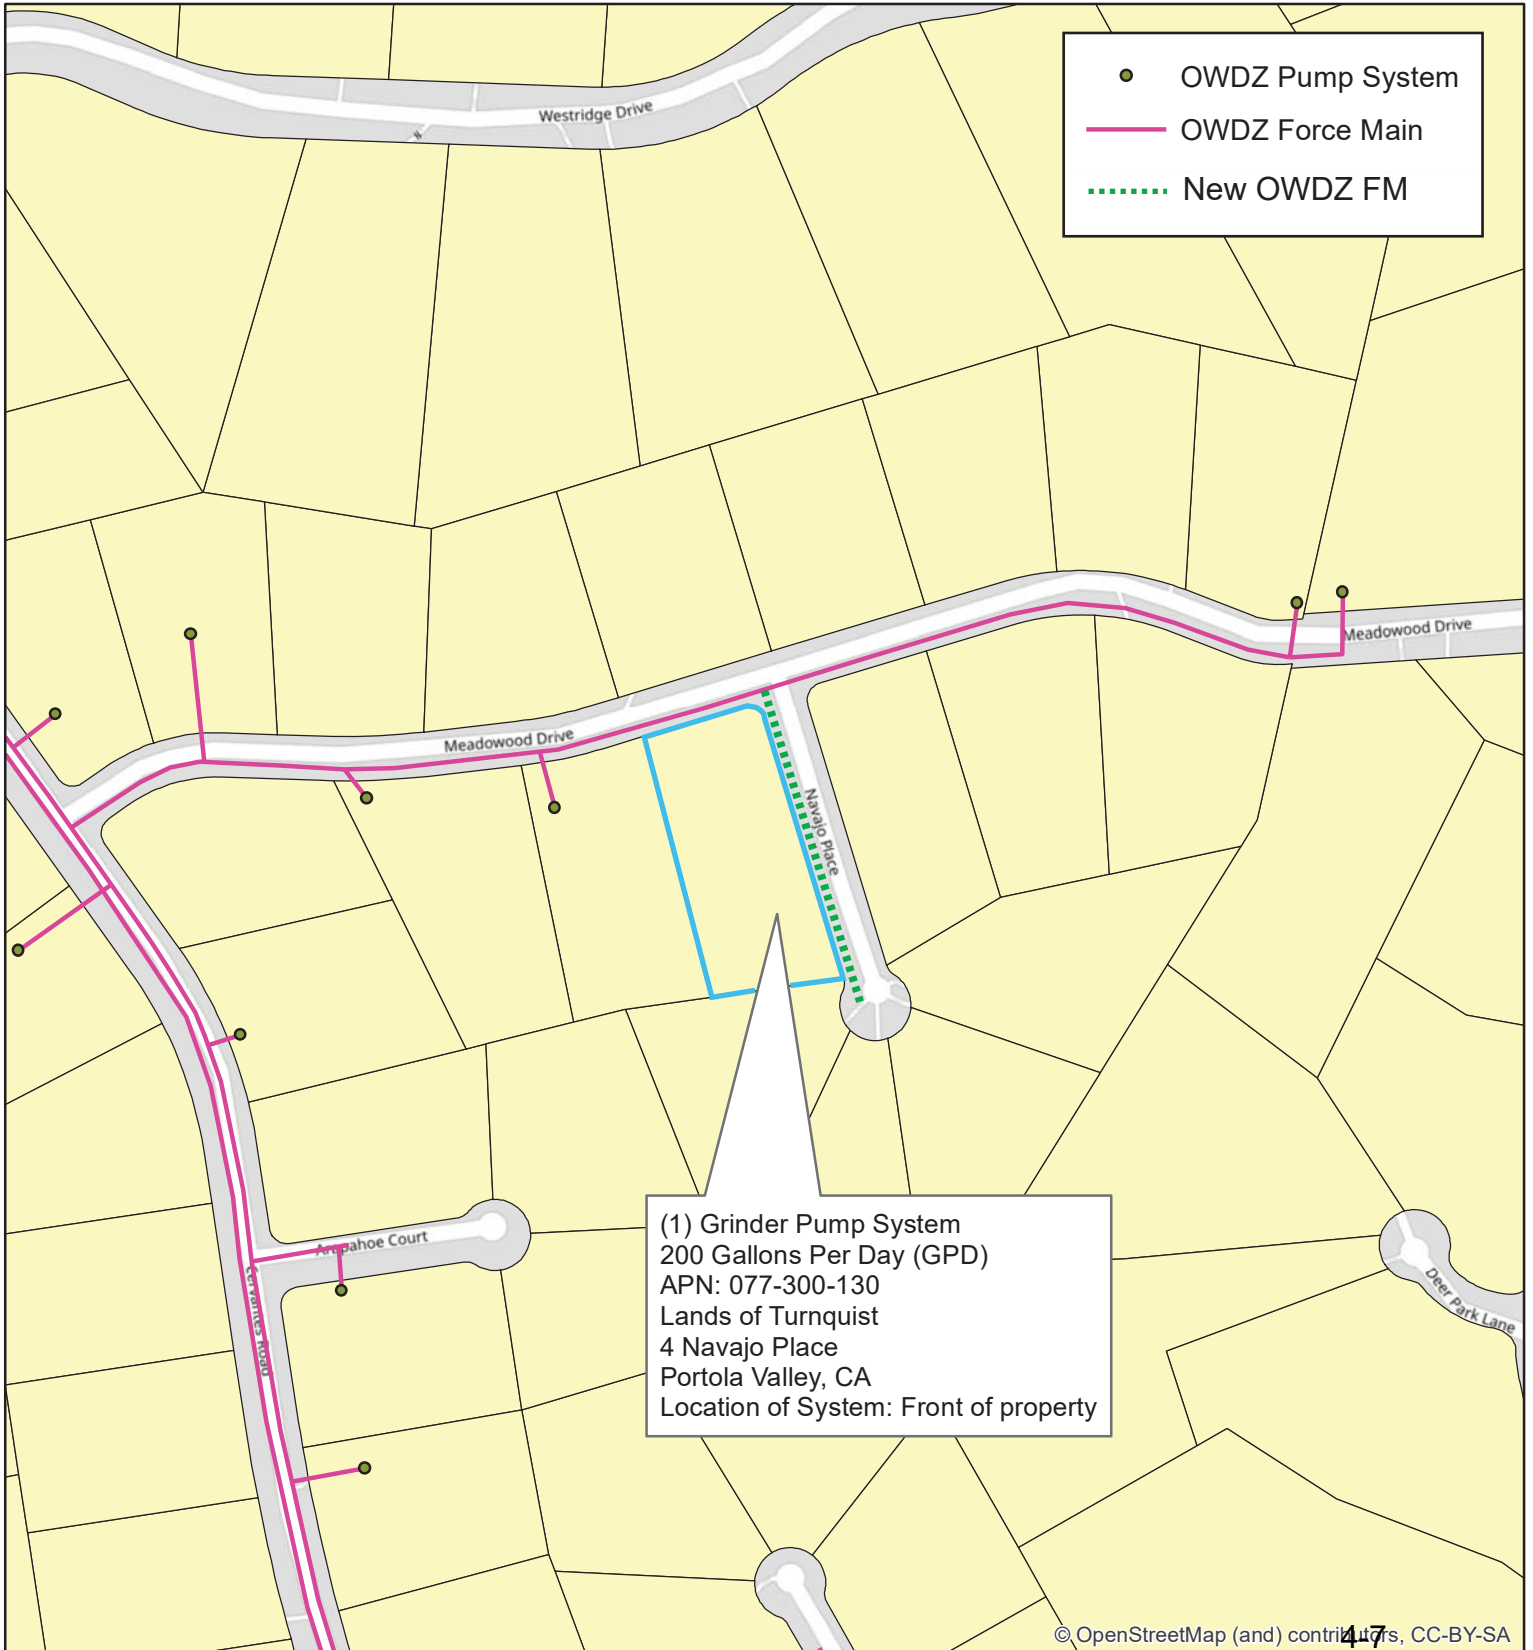 OWDZ Pump System
OWDZ Force Main
New OWDZ FM
Westridge Drive
Meadowood Drive
Meadowood Drive
Navajo Place
Arapahoe Court
Cervantes Road
Deer Park Lane
(1) Grinder Pump System
200 Gallons Per Day (GPD)
APN: 077-300-130
Lands of Turnquist
4 Navajo Place
Portola Valley, CA
Location of System: Front of property
4-7
© OpenStreetMap (and) contributors, CC-BY-SA